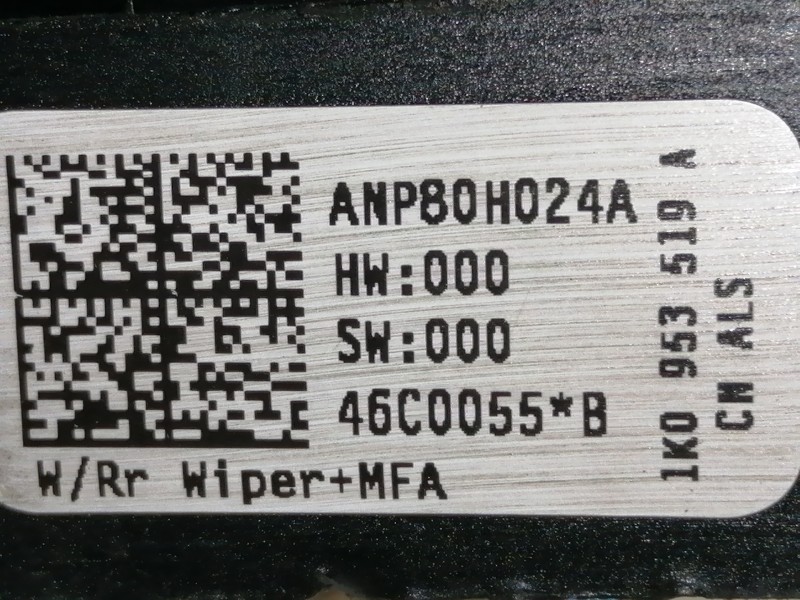 ANP80H024A
HW:000
SW:000
46C0055*B
W/Rr Wiper+MFA
1K0 953 519 A
CN ALS